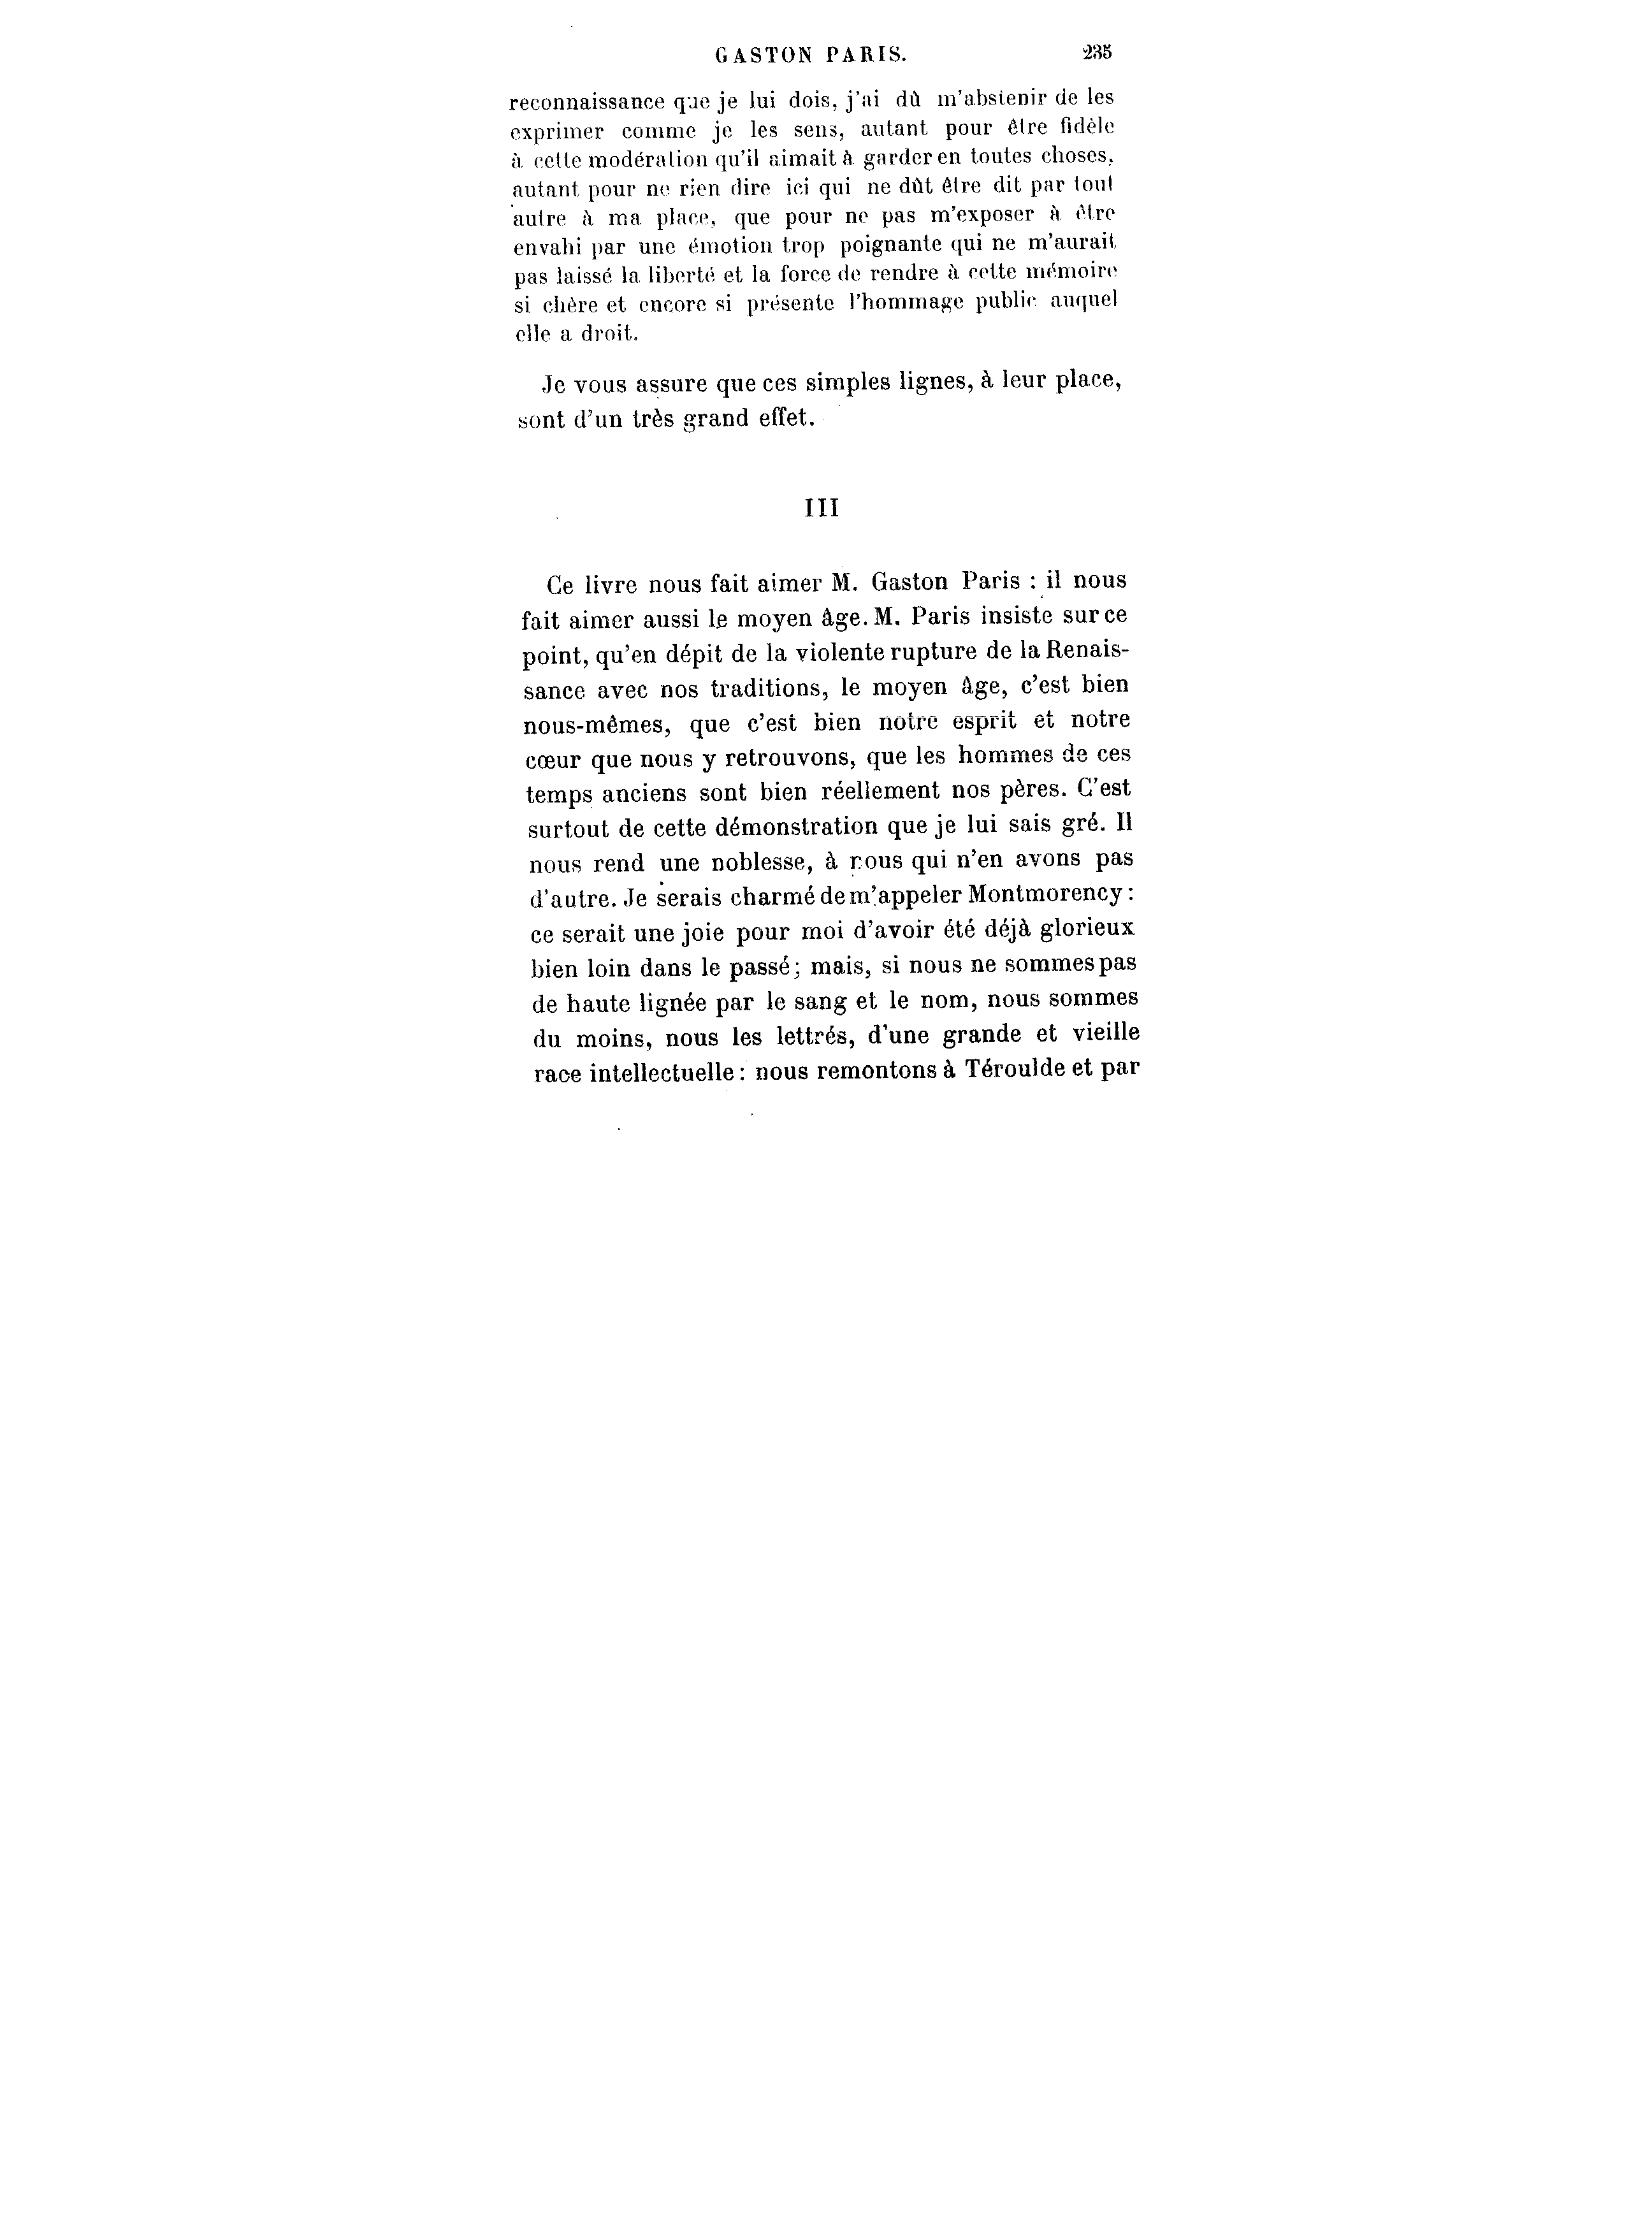 GASTON PARIS. 235
reconnaissance que je lui dois, j'ai dû m'abstenir de les
exprimer comme je les sens, autant pour être fidèle
à cette modération qu'il aimait à garder en toutes choses,
autant pour ne rien dire ici qui ne dût être dit par tout
autre à ma place, que pour ne pas m'exposer à être
envahi par une émotion trop poignante qui ne m'aurait
pas laissé la liberté et la force de rendre à cette mémoire
si chère et encore si présente l'hommage public auquel
elle a droit.
Je vous assure que ces simples lignes, à leur place,
sont d'un très grand effet.
III
Ce livre nous fait aimer M. Gaston Paris : il nous
fait aimer aussi le moyen âge. M. Paris insiste sur ce
point, qu'en dépit de la violente rupture de la Renais-
sance avec nos traditions, le moyen âge, c'est bien
nous-mêmes, que c'est bien notre esprit et notre
cœur que nous y retrouvons, que les hommes de ces
temps anciens sont bien réellement nos pères. C'est
surtout de cette démonstration que je lui sais gré. Il
nous rend une noblesse, à nous qui n'en avons pas
d'autre. Je serais charmé de m'appeler Montmorency :
ce serait une joie pour moi d'avoir été déjà glorieux
bien loin dans le passé; mais, si nous ne sommes pas
de haute lignée par le sang et le nom, nous sommes
du moins, nous les lettrés, d'une grande et vieille
race intellectuelle : nous remontons à Téroulde et par